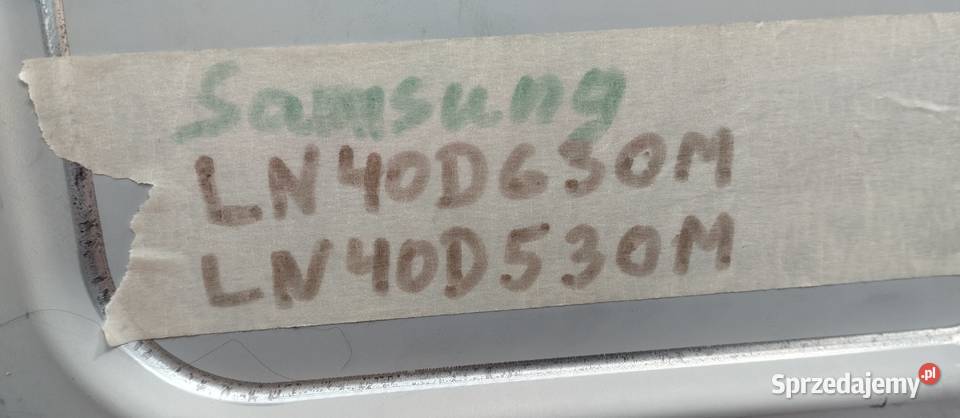 Samsung
LN40D630M
LN40D530M
Sprzedajemy.pl